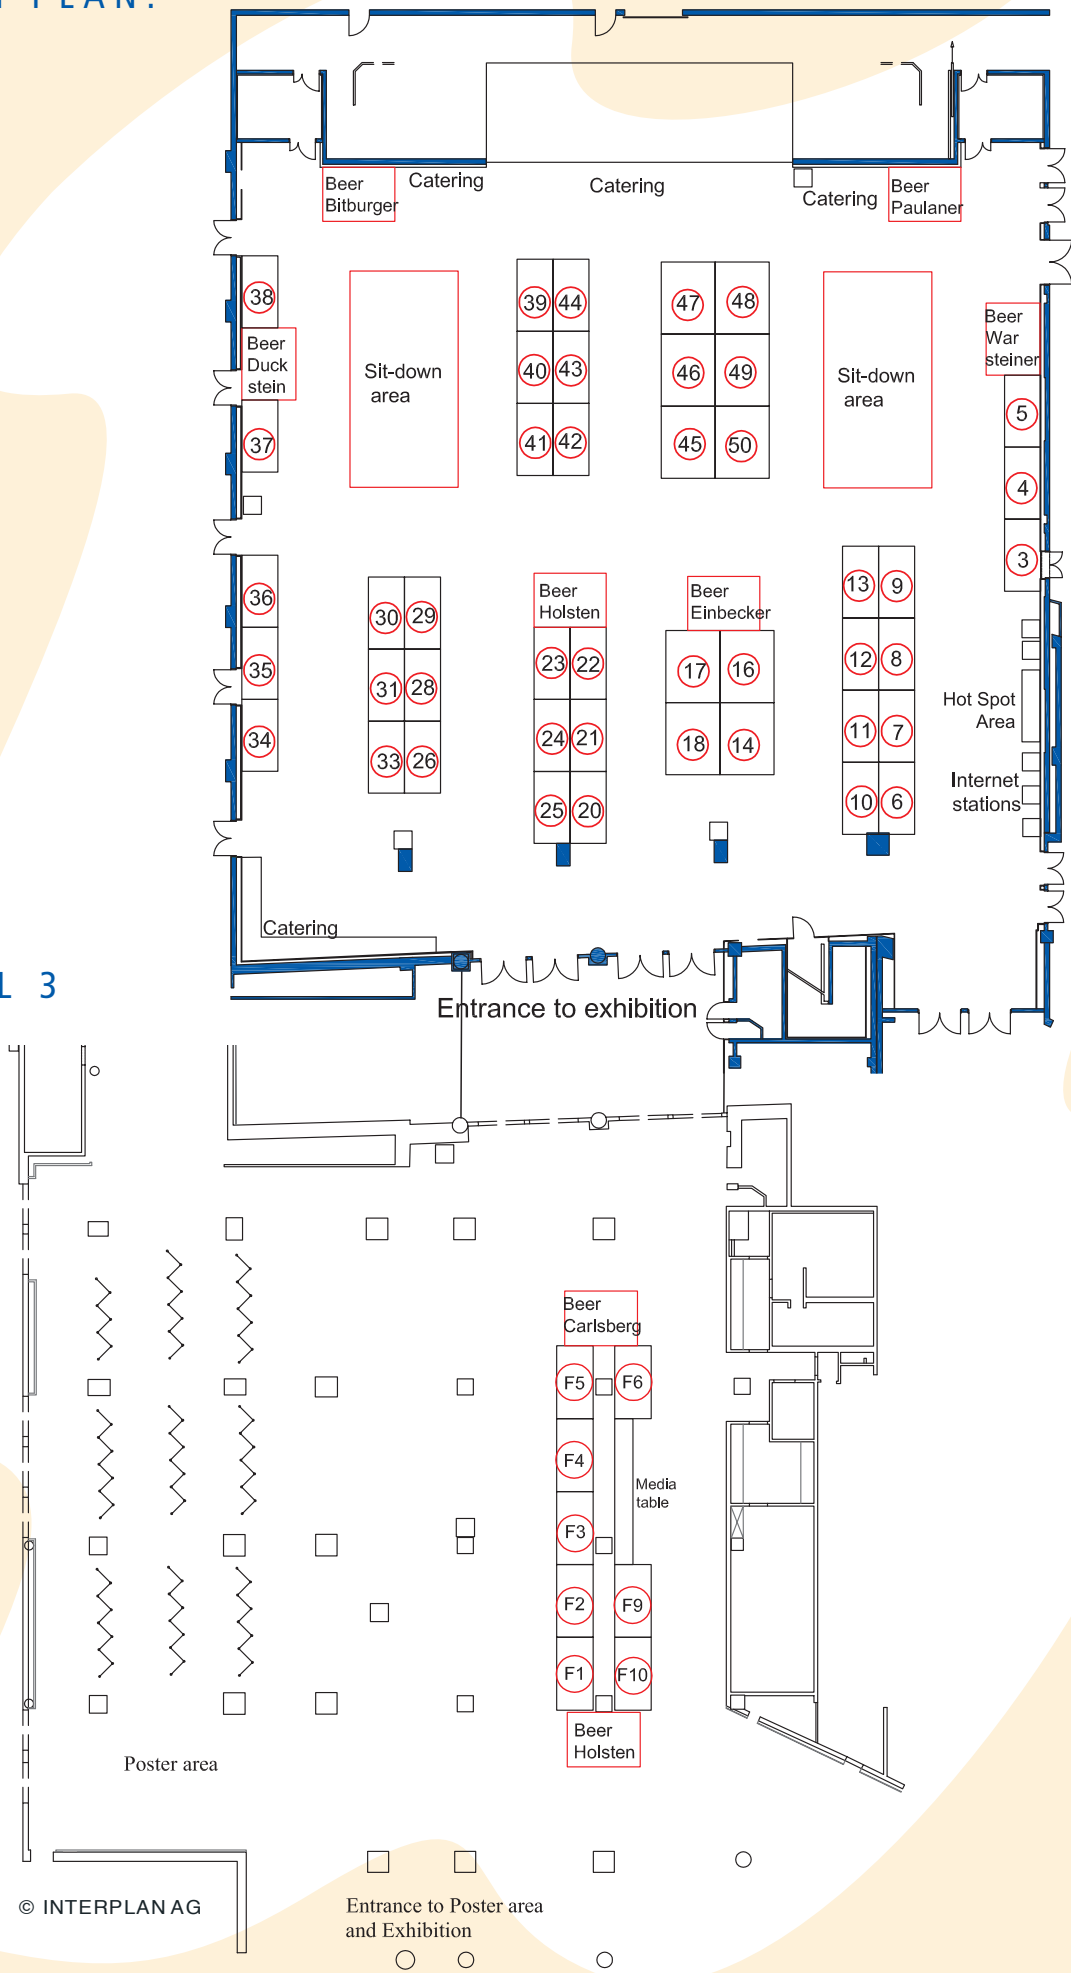 PLAN.
Beer
Bitburger
Catering
Catering
Catering
Beer
Paulaner
38
39 44
47 48
Beer
War
steiner
Beer
Duck
stein
Sit-down
area
40 43
46 49
Sit-down
area
5
37
41 42
45 50
4
3
36
30 29
Beer
Holsten
Beer
Einbecker
13 9
35
31 28
23 22
17 16
12 8
Hot Spot
Area
34
33 26
24 21
18 14
11 7
Internet
stations
25 20
10 6
Catering
L 3
Entrance to exhibition
Beer
Carlsberg
F5 F6
F4
Media
table
F3
F2 F9
F1 F10
Beer
Holsten
Poster area
© INTERPLAN AG
Entrance to Poster area
and Exhibition